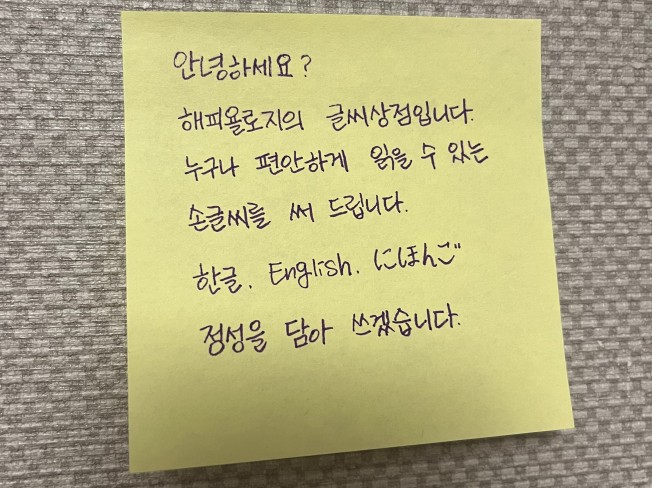 안녕하세요?
해피욜로지의 글씨상점입니다.
누구나 편안하게 읽을 수 있는
손글씨를 써 드립니다.
한글. English. にほんご
정성을 담아 쓰겠습니다.